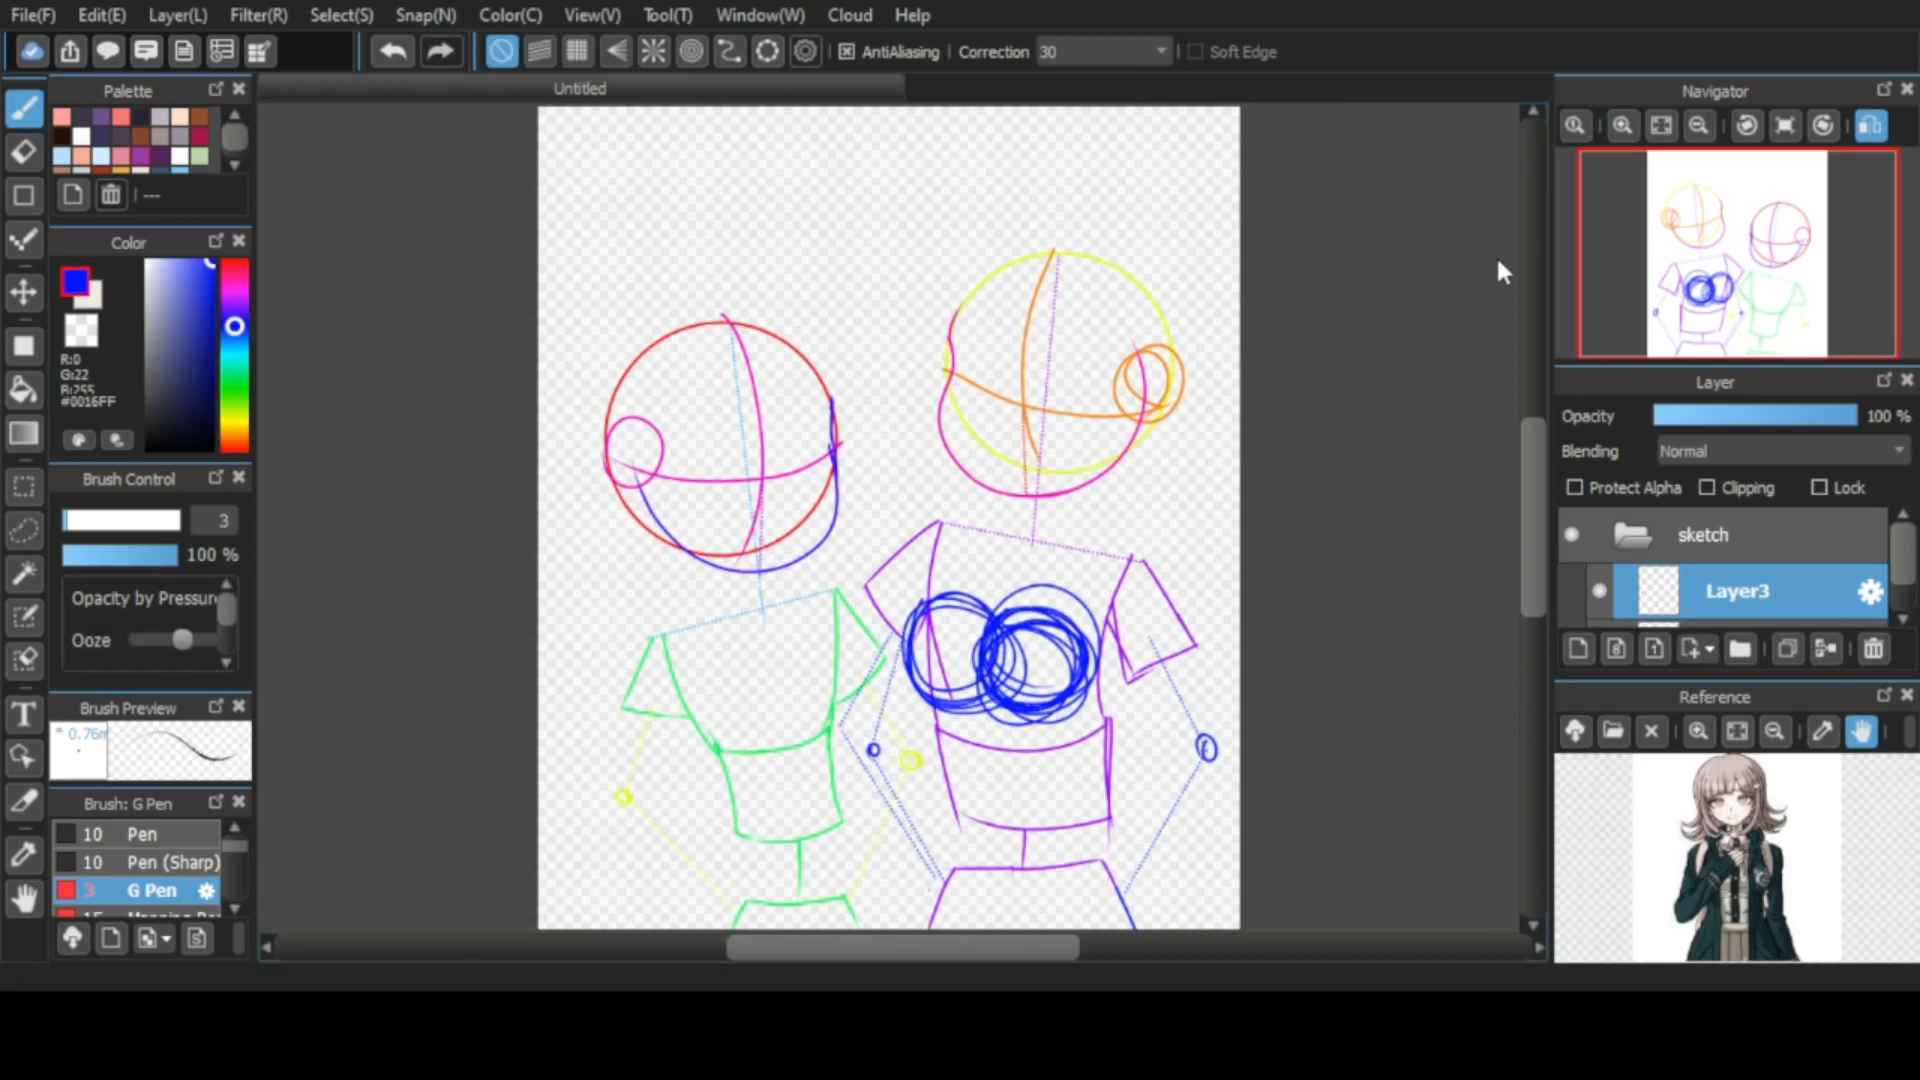 File(F) Edit(E) Layer(L) Filter(R) Select(S) Snap(N) Color(C) View(V) Tool(T) Window(W) Cloud Help
AntiAliasing Correction 30 Soft Edge
Palette
Untitled
Navigator
---
Color
R:0
G:22
B:255
#0016FF
Layer
Opacity 100 %
Blending Normal
Protect Alpha Clipping Lock
sketch
Layer3
Brush Control
3
100 %
Opacity by Pressur
Ooze
Reference
Brush Preview
* 0.76m
Brush: G Pen
10 Pen
10 Pen (Sharp)
3 G Pen